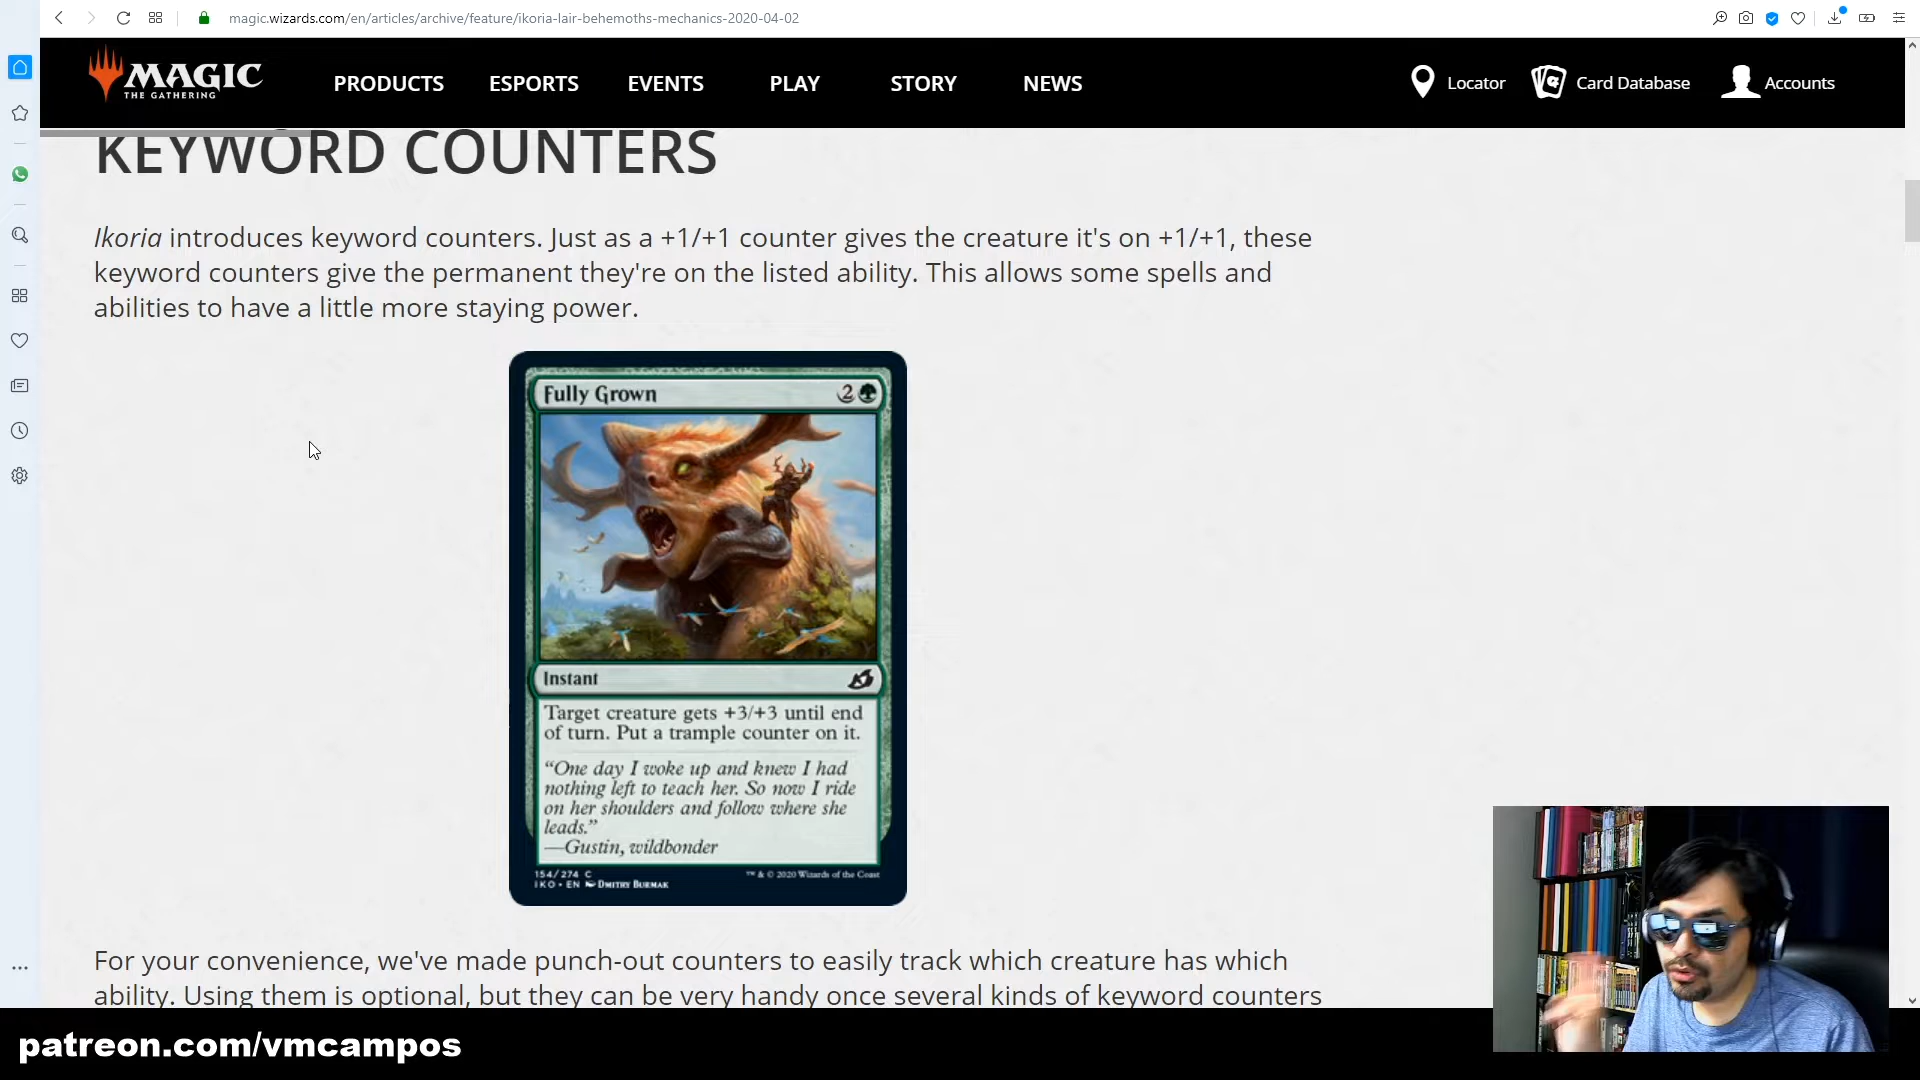 magic.wizards.com/en/articles/archive/feature/ikoria-lair-behemoths-mechanics-2020-04-02
MAGIC
THE GATHERING
PRODUCTS
ESPORTS
EVENTS
PLAY
STORY
NEWS
Locator
Card Database
Accounts
KEYWORD COUNTERS
Ikoria introduces keyword counters. Just as a +1/+1 counter gives the creature it's on +1/+1, these
keyword counters give the permanent they're on the listed ability. This allows some spells and
abilities to have a little more staying power.
Fully Grown 2
Instant
Target creature gets +3/+3 until end
of turn. Put a trample counter on it.
“One day I woke up and knew I had
nothing left to teach her. So now I ride
on her shoulders and follow where she
leads.”
—Gustin, wildbonder
154/274 C
IKO • EN DMITRY BURMAK
™ & © 2020 Wizards of the Coast
For your convenience, we've made punch-out counters to easily track which creature has which
ability. Using them is optional, but they can be very handy once several kinds of keyword counters
patreon.com/vmcampos